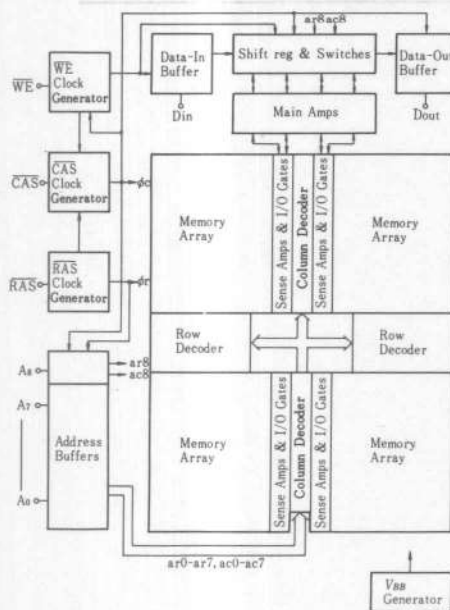 ar8ac8
WE
WE
Clock
Generator
Data-In
Buffer
Shift reg & Switches
Data-Out
Buffer
Din
Main Amps
Dout
CAS
CAS
Clock
Generator
φc
RAS
RAS
Clock
Generator
φr
Memory
Array
Sense Amps & I/O Gates
Column Decoder
Sense Amps & I/O Gates
Memory
Array
Row
Decoder
Row
Decoder
A8
ar8
ac8
A7
Address
Buffers
A0
Memory
Array
Sense Amps & I/O Gates
Column Decoder
Sense Amps & I/O Gates
Memory
Array
ar0-ar7, ac0-ac7
VBB
Generator